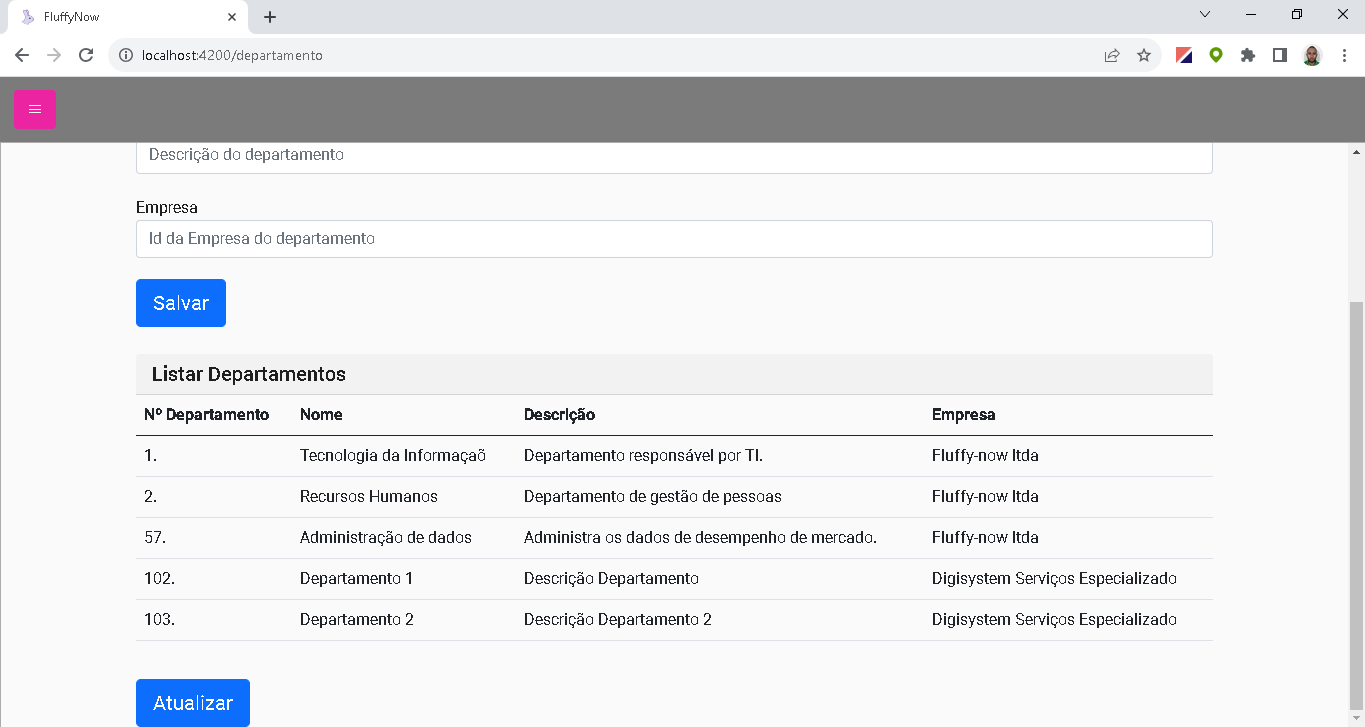 FluffyNow
localhost:4200/departamento
Descrição do departamento
Empresa
Id da Empresa do departamento
Salvar
Listar Departamentos
Nº Departamento Nome Descrição Empresa
1. Tecnologia da Informaçaõ Departamento responsável por TI. Fluffy-now ltda
2. Recursos Humanos Departamento de gestão de pessoas Fluffy-now ltda
57. Administração de dados Administra os dados de desempenho de mercado. Fluffy-now ltda
102. Departamento 1 Descrição Departamento Digisystem Serviços Especializado
103. Departamento 2 Descrição Departamento 2 Digisystem Serviços Especializado
Atualizar